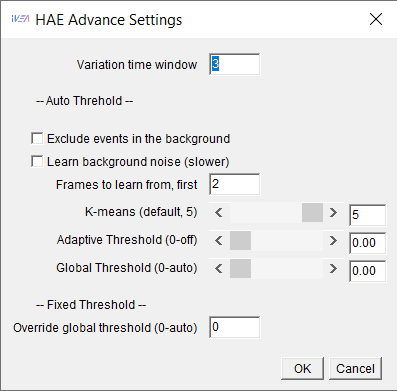 iVEA HAE Advance Settings
Variation time window 3
-- Auto Threhold --
Exclude events in the background
Learn background noise (slower)
Frames to learn from, first 2
K-means (default, 5) 5
Adaptive Threshold (0-off) 0.00
Global Threshold (0-auto) 0.00
-- Fixed Threshold --
Override global threshold (0-auto) 0
OK Cancel